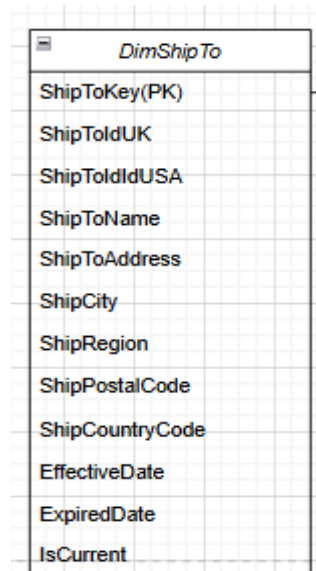 DimShipTo
ShipToKey(PK)
ShipToIdUK
ShipToIdIdUSA
ShipToName
ShipToAddress
ShipCity
ShipRegion
ShipPostalCode
ShipCountryCode
EffectiveDate
ExpiredDate
IsCurrent